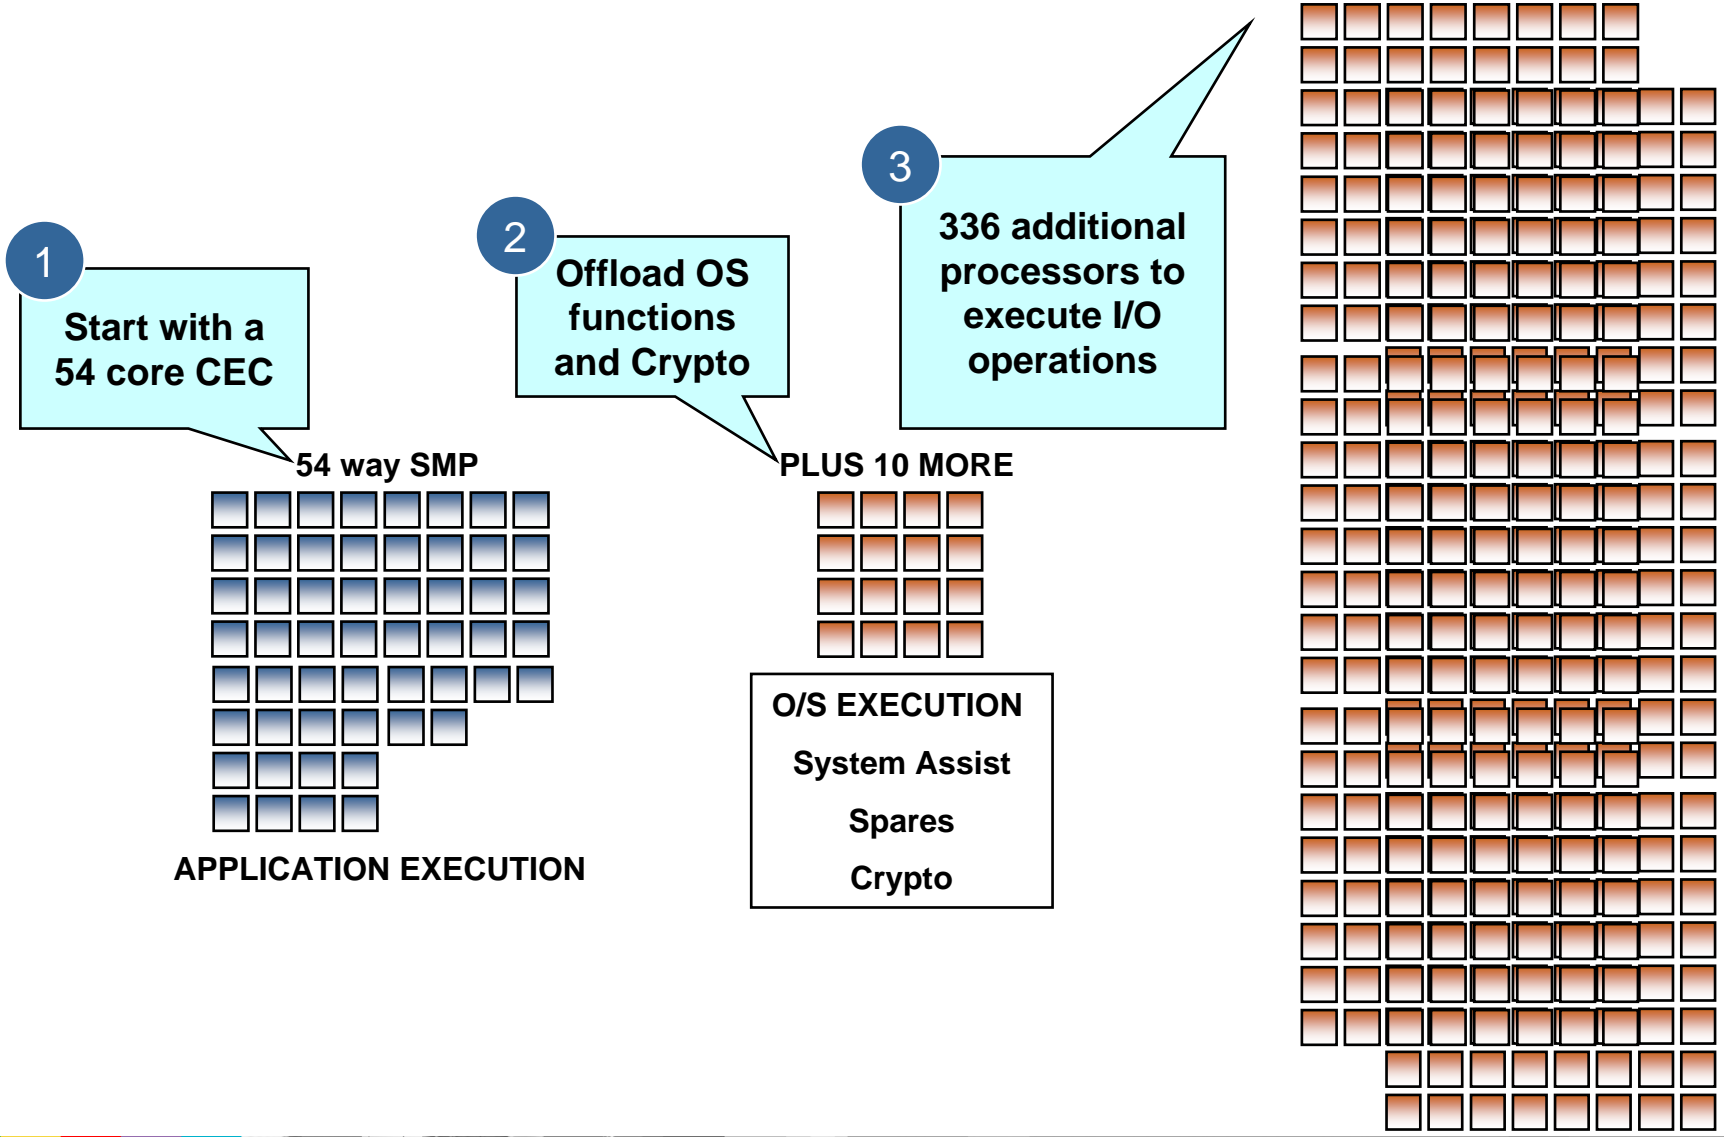 1
Start with a
54 core CEC
2
Offload OS
functions
and Crypto
3
336 additional
processors to
execute I/O
operations
54 way SMP
PLUS 10 MORE
APPLICATION EXECUTION
O/S EXECUTION
System Assist
Spares
Crypto